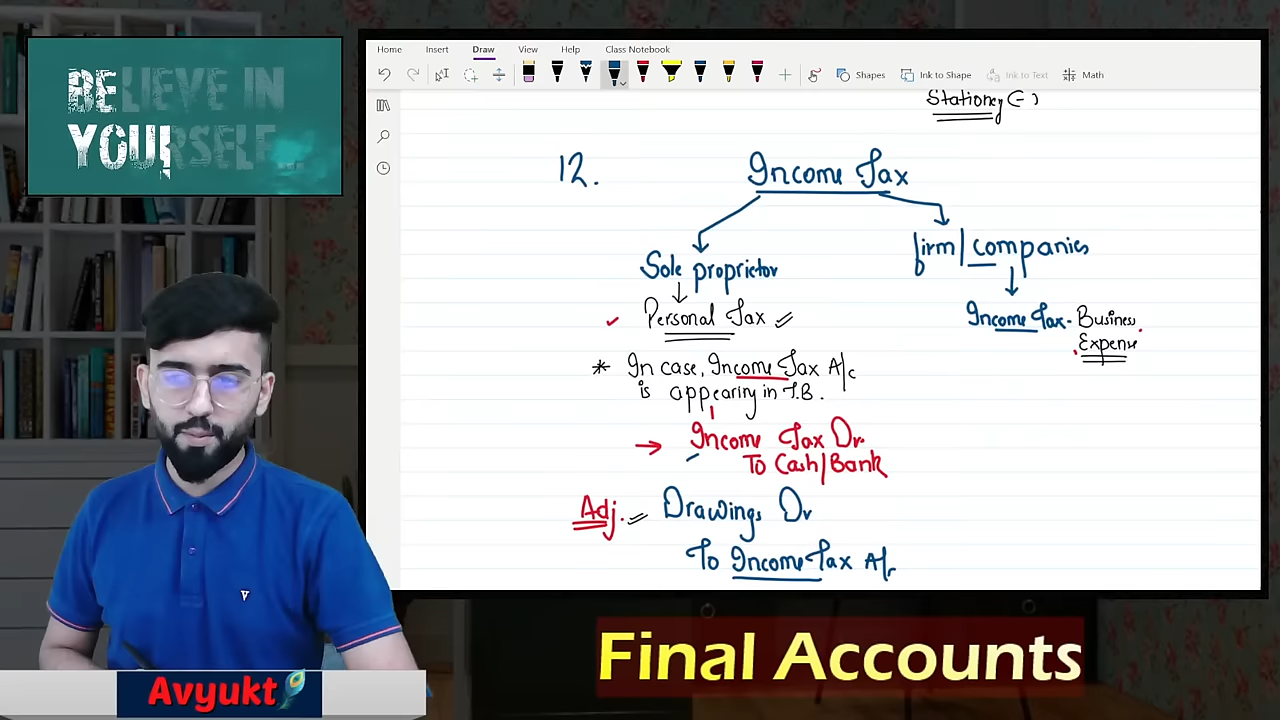 BELIEVE IN
YOURSELF...
Home Insert Draw View Help Class Notebook
Shapes Ink to Shape Ink to Text Math
Stationey (-)
12. Income Tax
Sole proprietor
firm/companies
Personal Tax
Income Tax - Business
Expense
* In case, Income Tax A/c
is appearing in T.B.
→ Income Tax Dr.
To Cash/Bank
Adj. Drawings Dr
To Income Tax A/c
Final Accounts
Avyukt